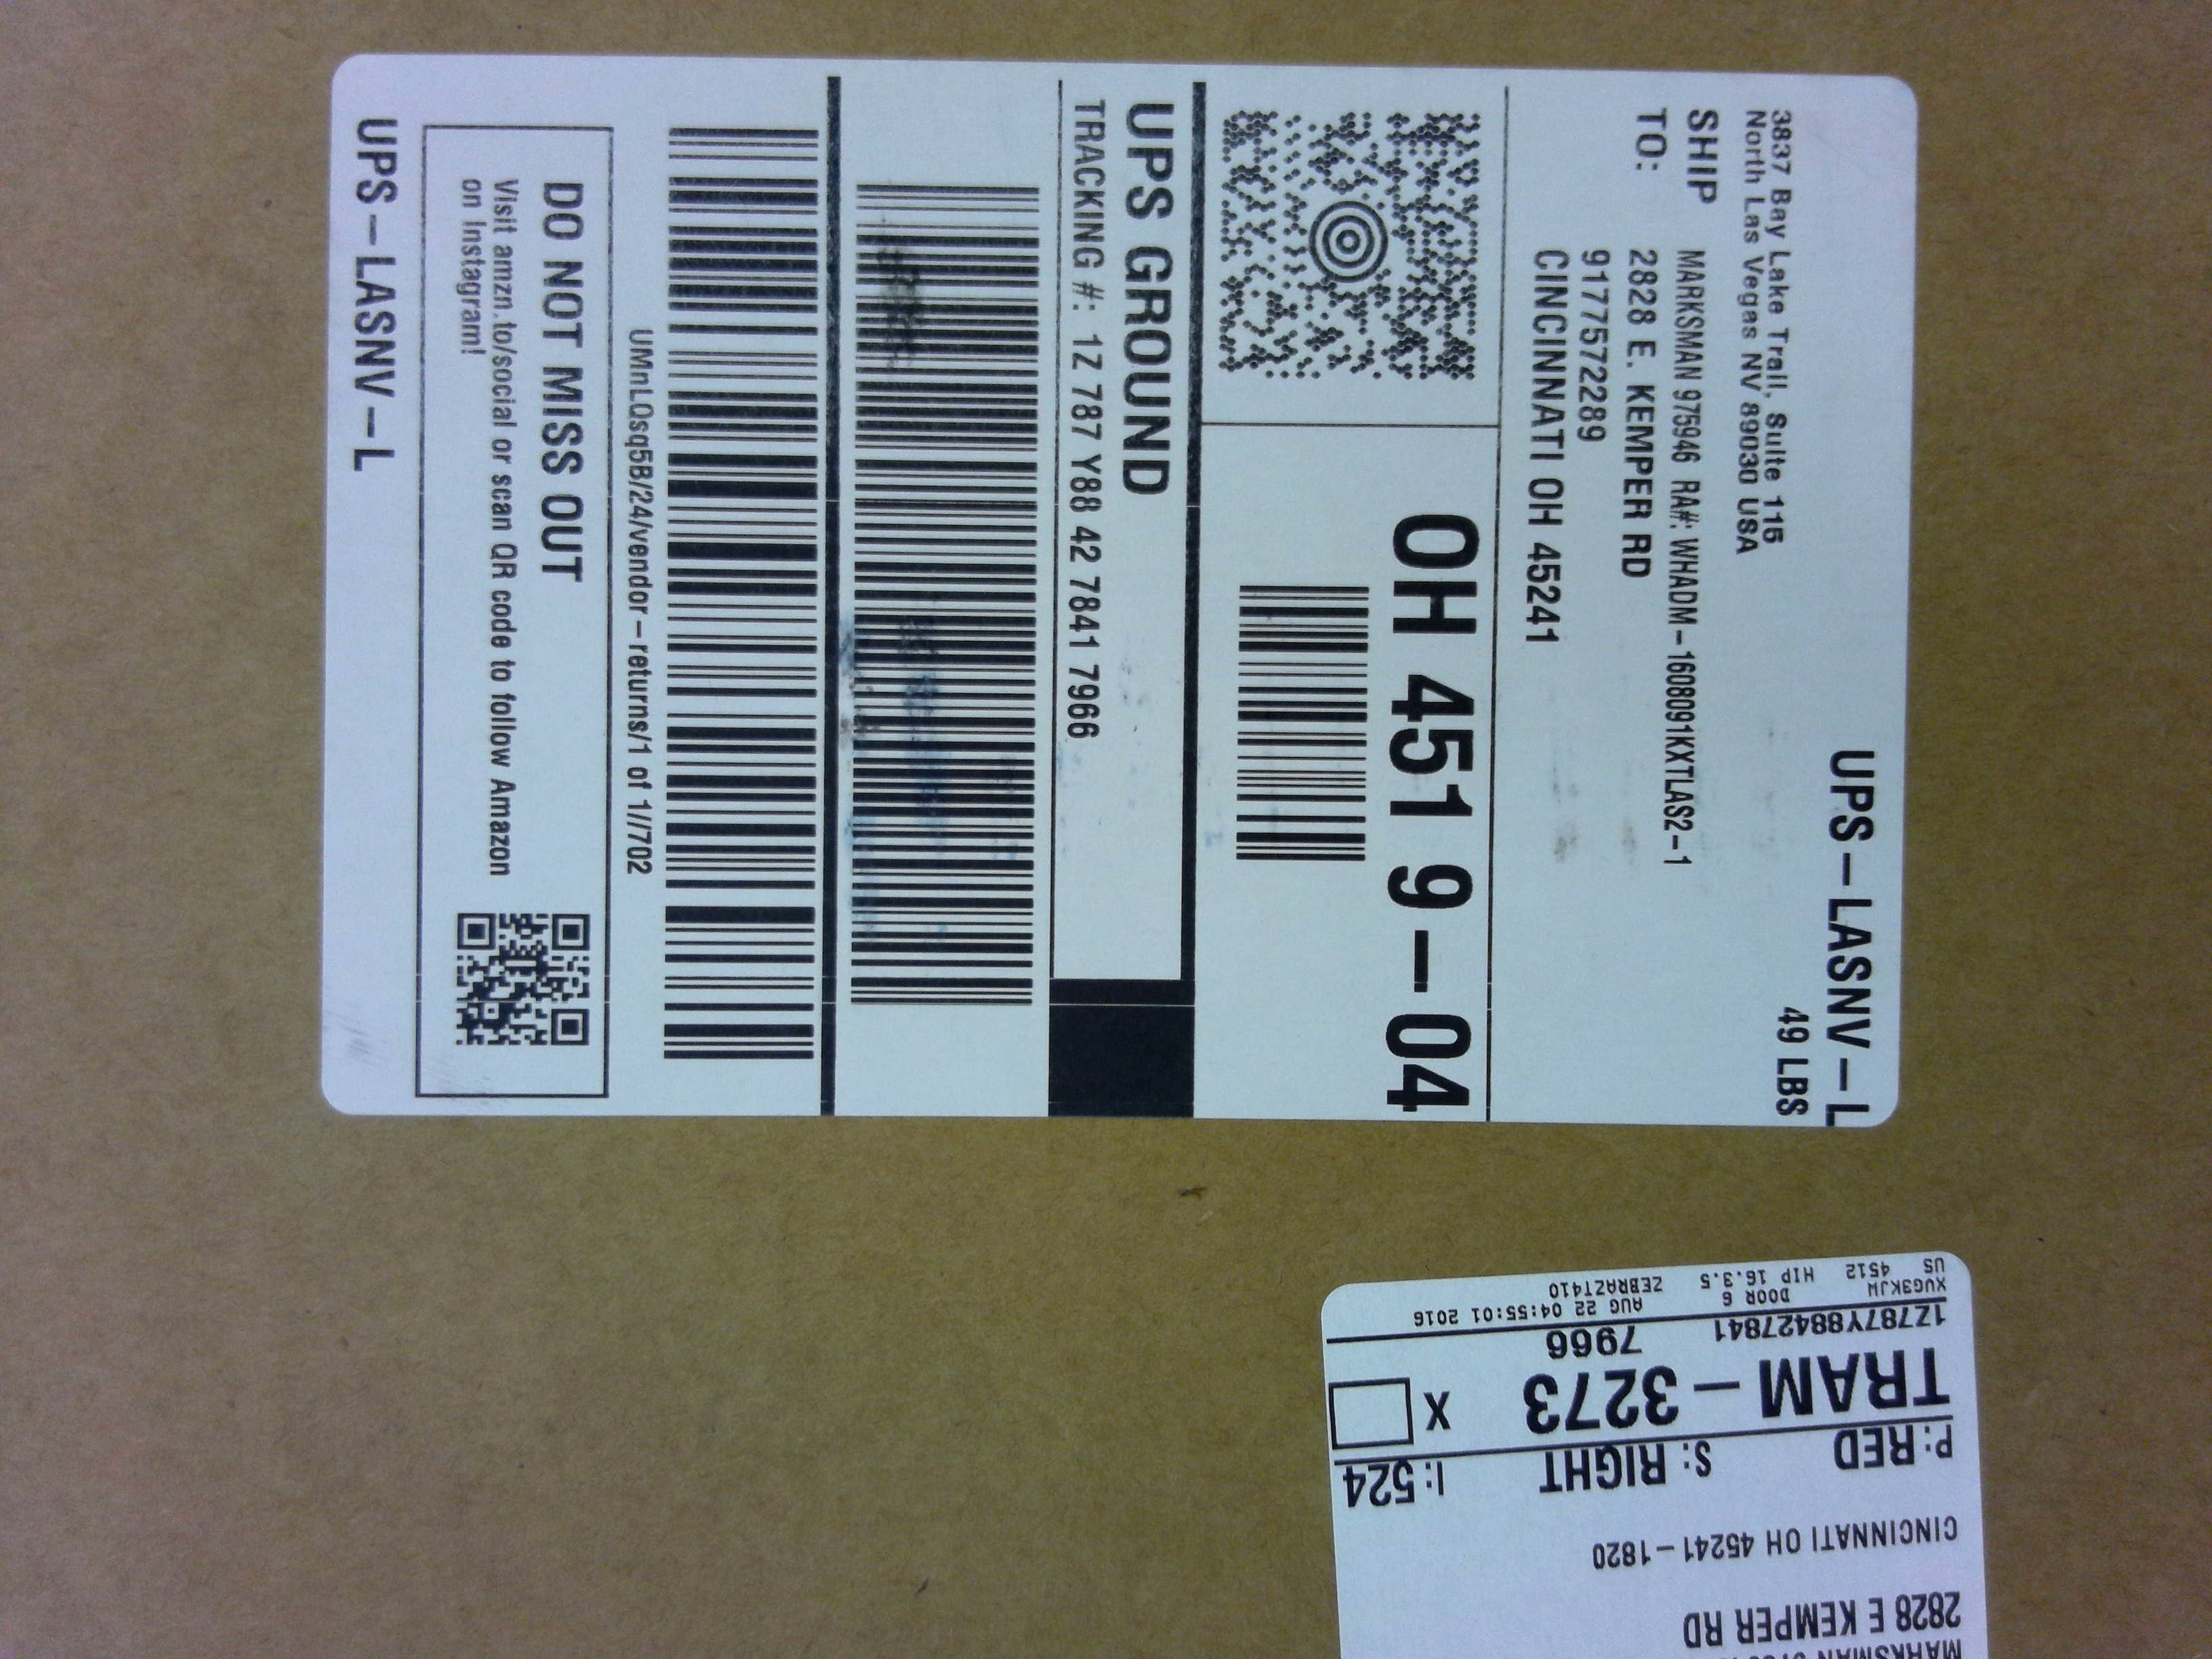 UPS-LASNV-L
49 LBS
3837 Bay Lake Trail, Suite 115
North Las Vegas NV 89030 USA
SHIP
TO:
MARKSMAN 975946 RA#: WHADM-1608091KXTLAS2-1
2828 E. KEMPER RD
9177572289
CINCINNATI OH 45241
OH 451 9-04
UPS GROUND
TRACKING #: 1Z 787 Y88 42 7841 7966
UMnLQsq5B/24/vendor-returns/1 of 1//702
DO NOT MISS OUT
Visit amzn.to/social or scan QR code to follow Amazon
on Instagram!
UPS-LASNV-L
MARKSMAN
2828 E KEMPER RD
CINCINNATI OH 45241-1820
P: RED S: RIGHT I: 524
TRAM-3273 X
1Z787Y88427841 7966
XUG3KJW DOOR 6 AUG 22 04:55:01 2016
US 4512 HIP 16.3.5 ZEBRAZT410